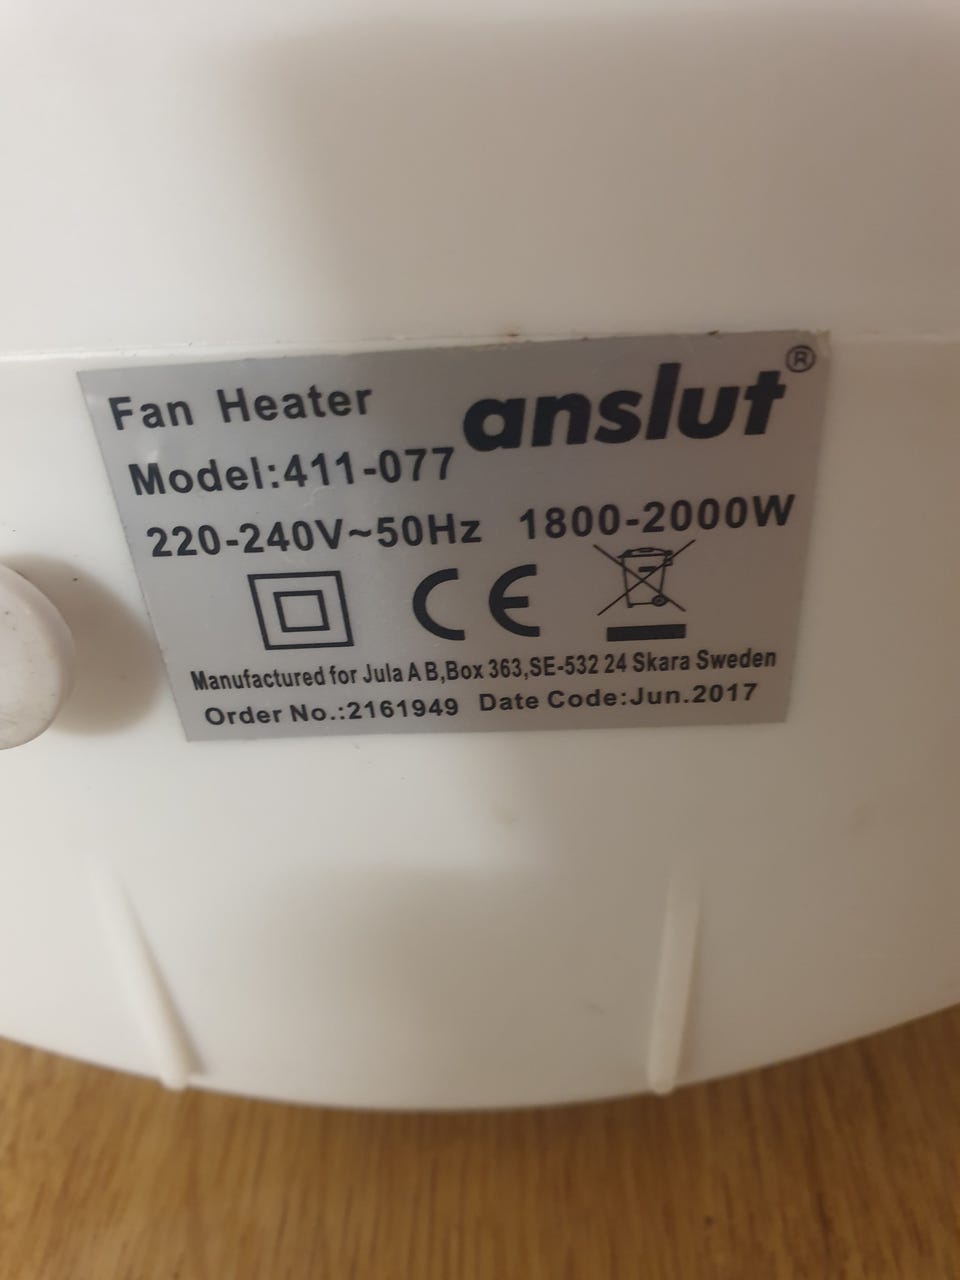 Fan Heater
anslut®
Model:411-077
220-240V~50Hz 1800-2000W
CE
Manufactured for Jula A B,Box 363,SE-532 24 Skara Sweden
Order No.:2161949 Date Code:Jun.2017